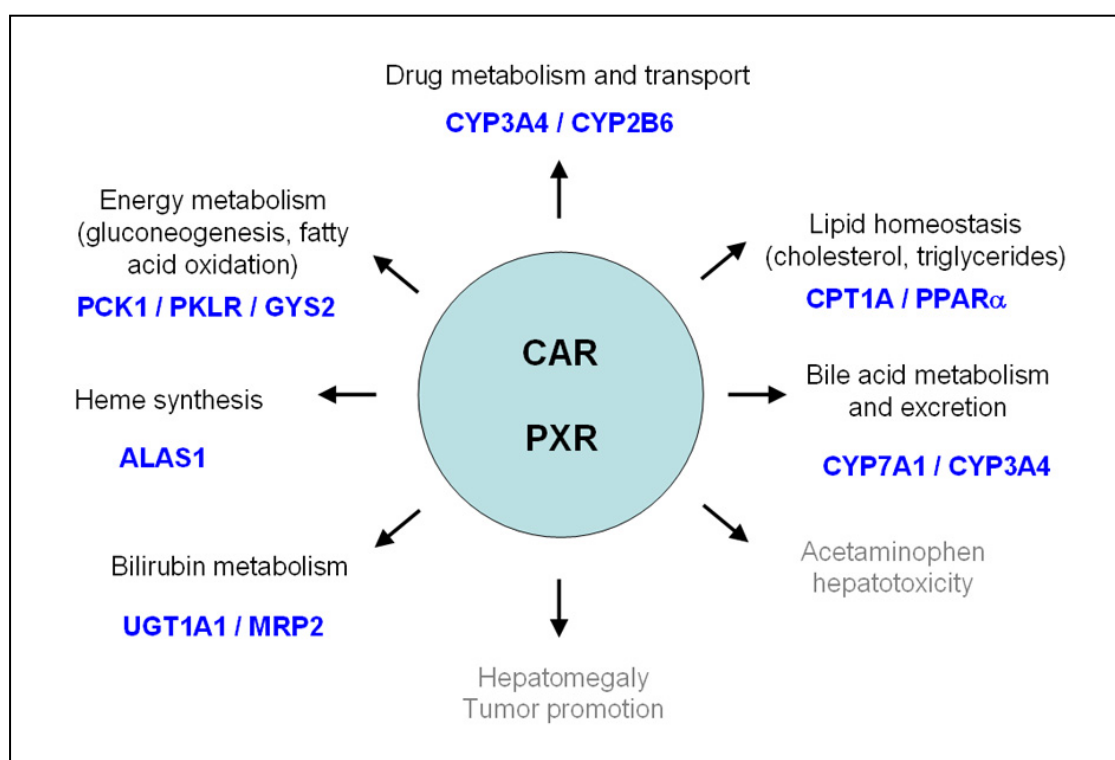 Drug metabolism and transport
CYP3A4 / CYP2B6
Energy metabolism
(gluconeogenesis, fatty
acid oxidation)
PCK1 / PKLR / GYS2
Lipid homeostasis
(cholesterol, triglycerides)
CPT1A / PPARα
CAR
PXR
Heme synthesis
ALAS1
Bile acid metabolism
and excretion
CYP7A1 / CYP3A4
Bilirubin metabolism
UGT1A1 / MRP2
Acetaminophen
hepatotoxicity
Hepatomegaly
Tumor promotion